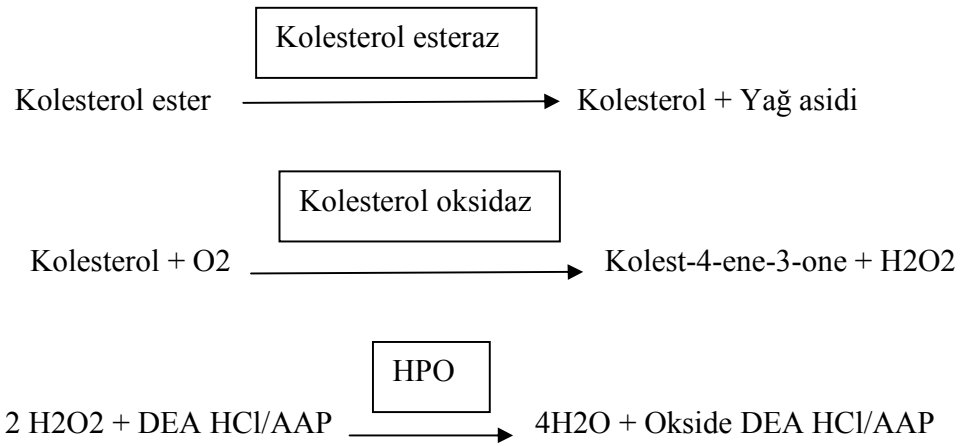 Kolesterol esteraz
Kolesterol ester Kolesterol + Yağ asidi
Kolesterol oksidaz
Kolesterol + O2 Kolest-4-ene-3-one + H2O2
HPO
2 H2O2 + DEA HCl/AAP 4H2O + Okside DEA HCl/AAP